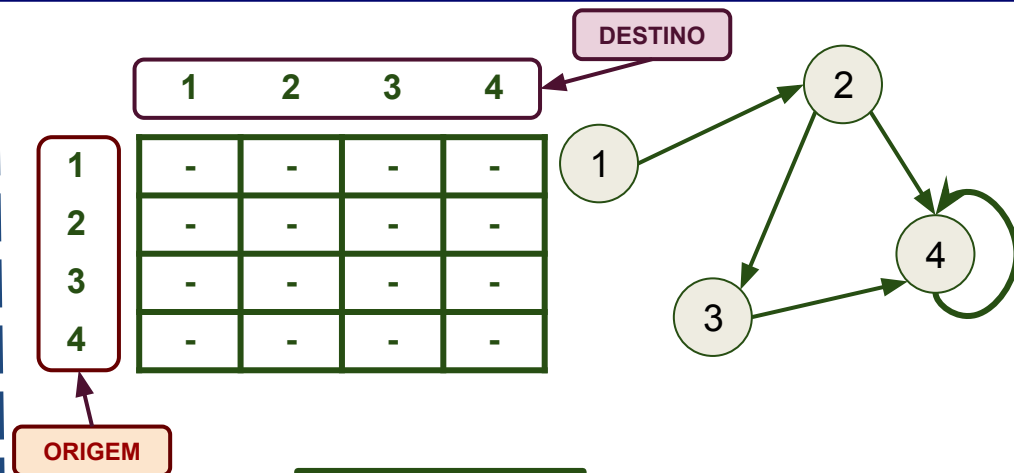 DESTINO
1 2 3 4
1 - - - -
2 - - - -
3 - - - -
4 - - - -
ORIGEM
1
2
3
4